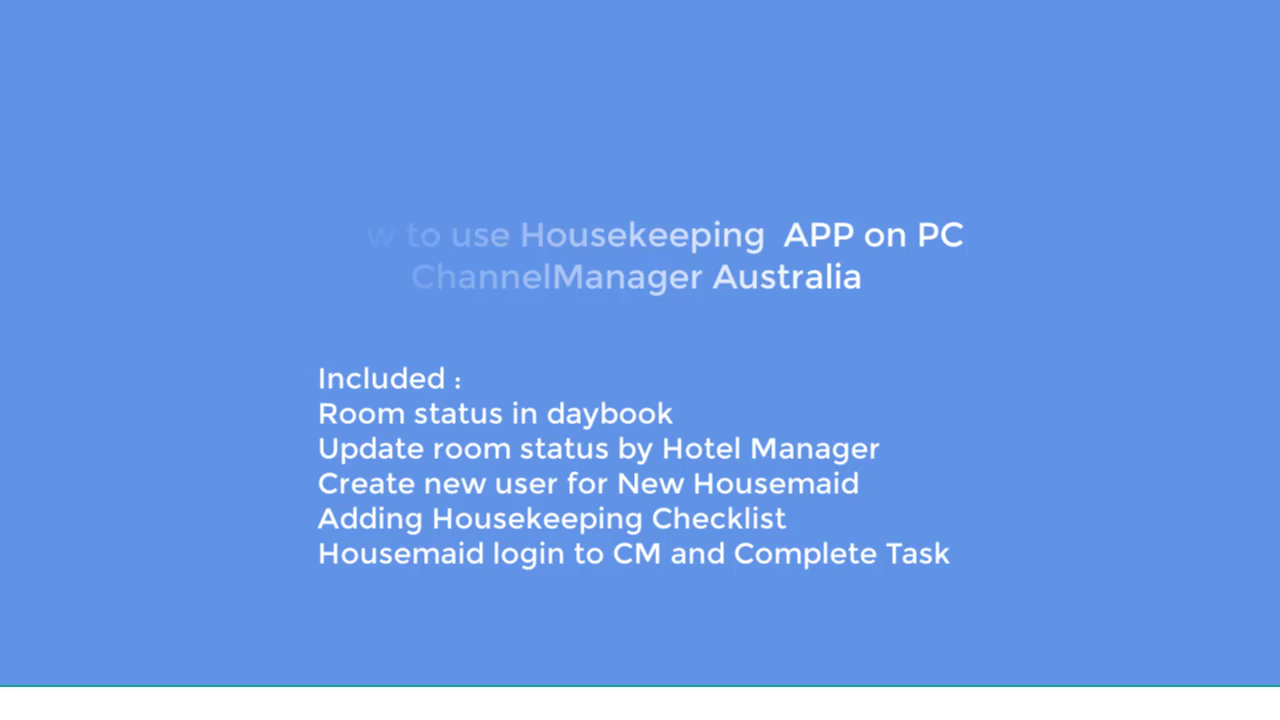 w to use Housekeeping APP on PC
ChannelManager Australia
Included :
Room status in daybook
Update room status by Hotel Manager
Create new user for New Housemaid
Adding Housekeeping Checklist
Housemaid login to CM and Complete Task